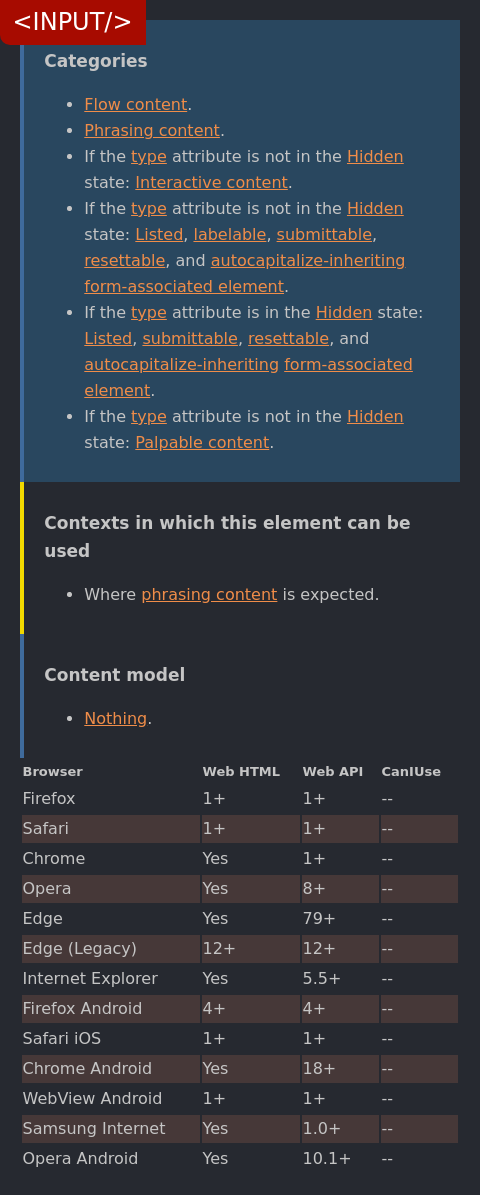 <INPUT/>
Categories
• Flow content.
• Phrasing content.
• If the type attribute is not in the Hidden
state: Interactive content.
• If the type attribute is not in the Hidden
state: Listed, labelable, submittable,
resettable, and autocapitalize-inheriting
form-associated element.
• If the type attribute is in the Hidden state:
Listed, submittable, resettable, and
autocapitalize-inheriting form-associated
element.
• If the type attribute is not in the Hidden
state: Palpable content.
Contexts in which this element can be
used
• Where phrasing content is expected.
Content model
• Nothing.
Browser Web HTML Web API CanIUse
Firefox 1+ 1+ --
Safari 1+ 1+ --
Chrome Yes 1+ --
Opera Yes 8+ --
Edge Yes 79+ --
Edge (Legacy) 12+ 12+ --
Internet Explorer Yes 5.5+ --
Firefox Android 4+ 4+ --
Safari iOS 1+ 1+ --
Chrome Android Yes 18+ --
WebView Android 1+ 1+ --
Samsung Internet Yes 1.0+ --
Opera Android Yes 10.1+ --